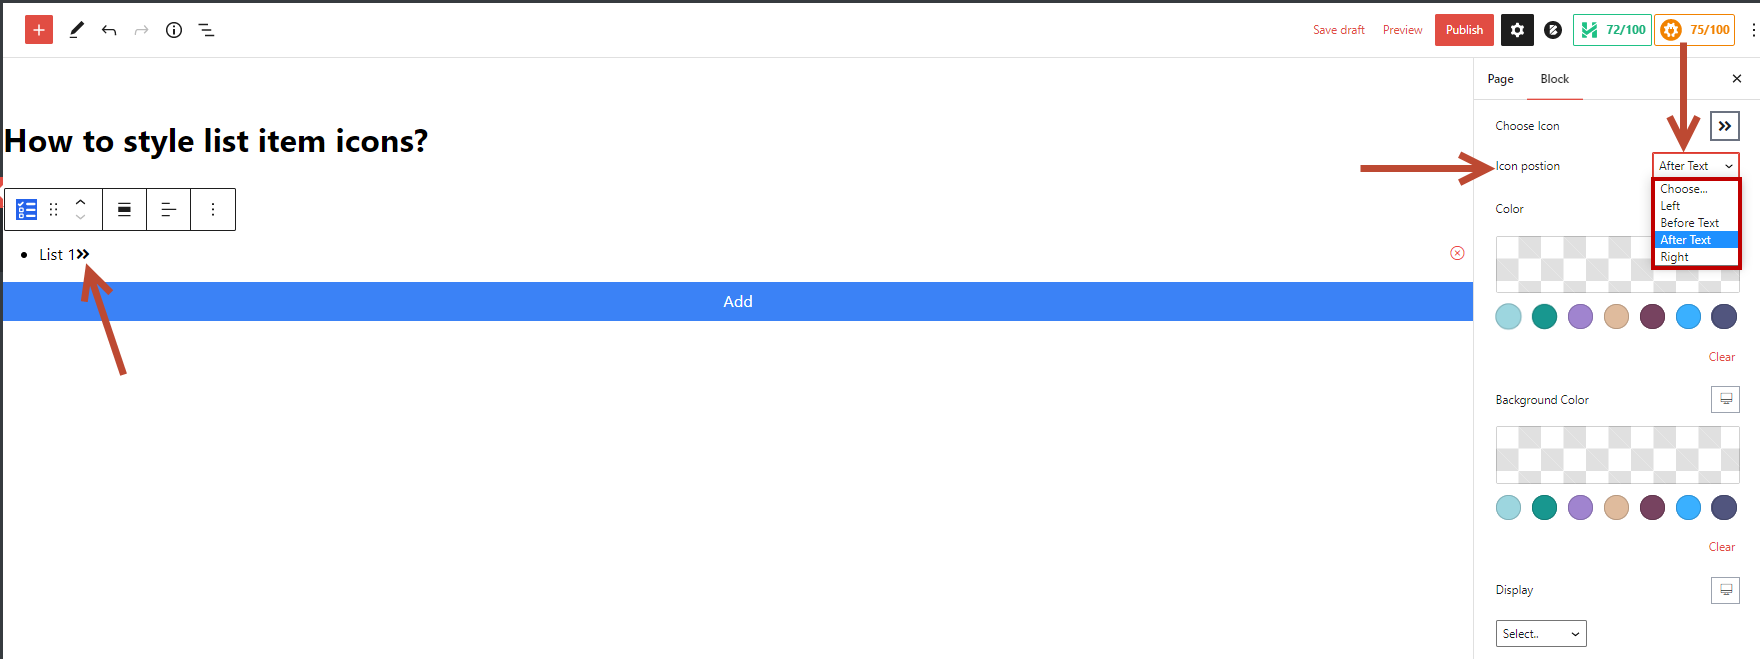 Save draft Preview Publish 72/100 75/100
Page Block
Choose Icon
Icon postion After Text
Choose...
Left
Before Text
After Text
Right
Color
Clear
Background Color
Clear
Display
Select..
How to style list item icons?
List 1
Add